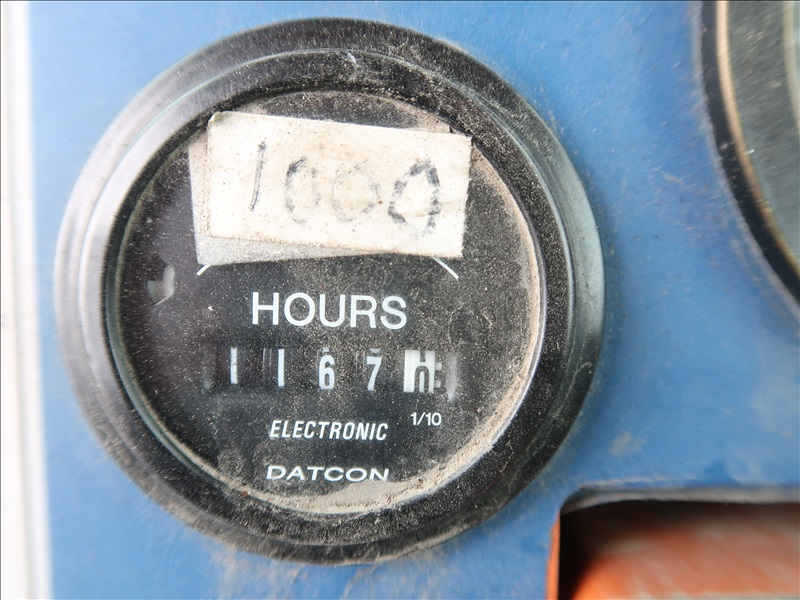 1000
HOURS
1167
1/10
ELECTRONIC
DATCON